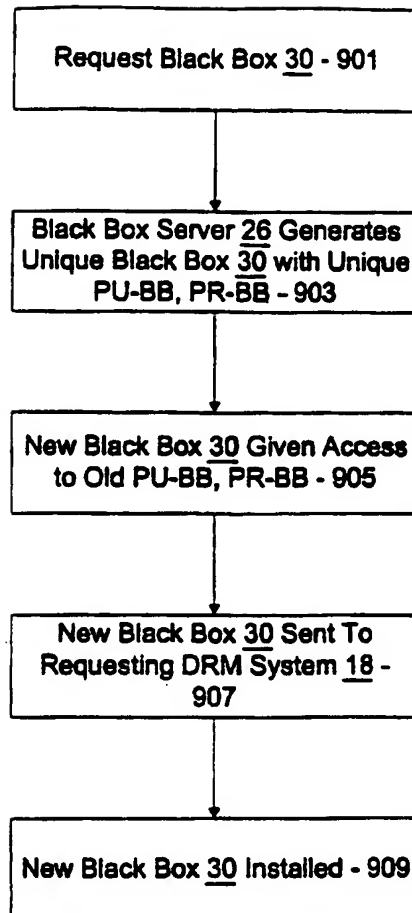 Request Black Box 30 - 901
Black Box Server 26 Generates
Unique Black Box 30 with Unique
PU-BB, PR-BB - 903
New Black Box 30 Given Access
to Old PU-BB, PR-BB - 905
New Black Box 30 Sent To
Requesting DRM System 18 -
907
New Black Box 30 Installed - 909